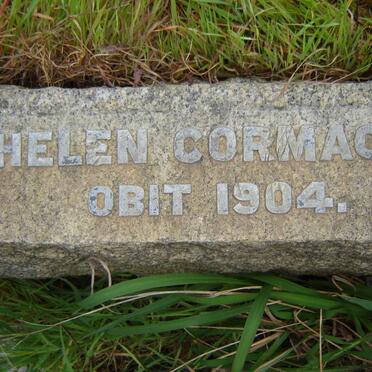 HELEN CORMAC
OBIT 1904.